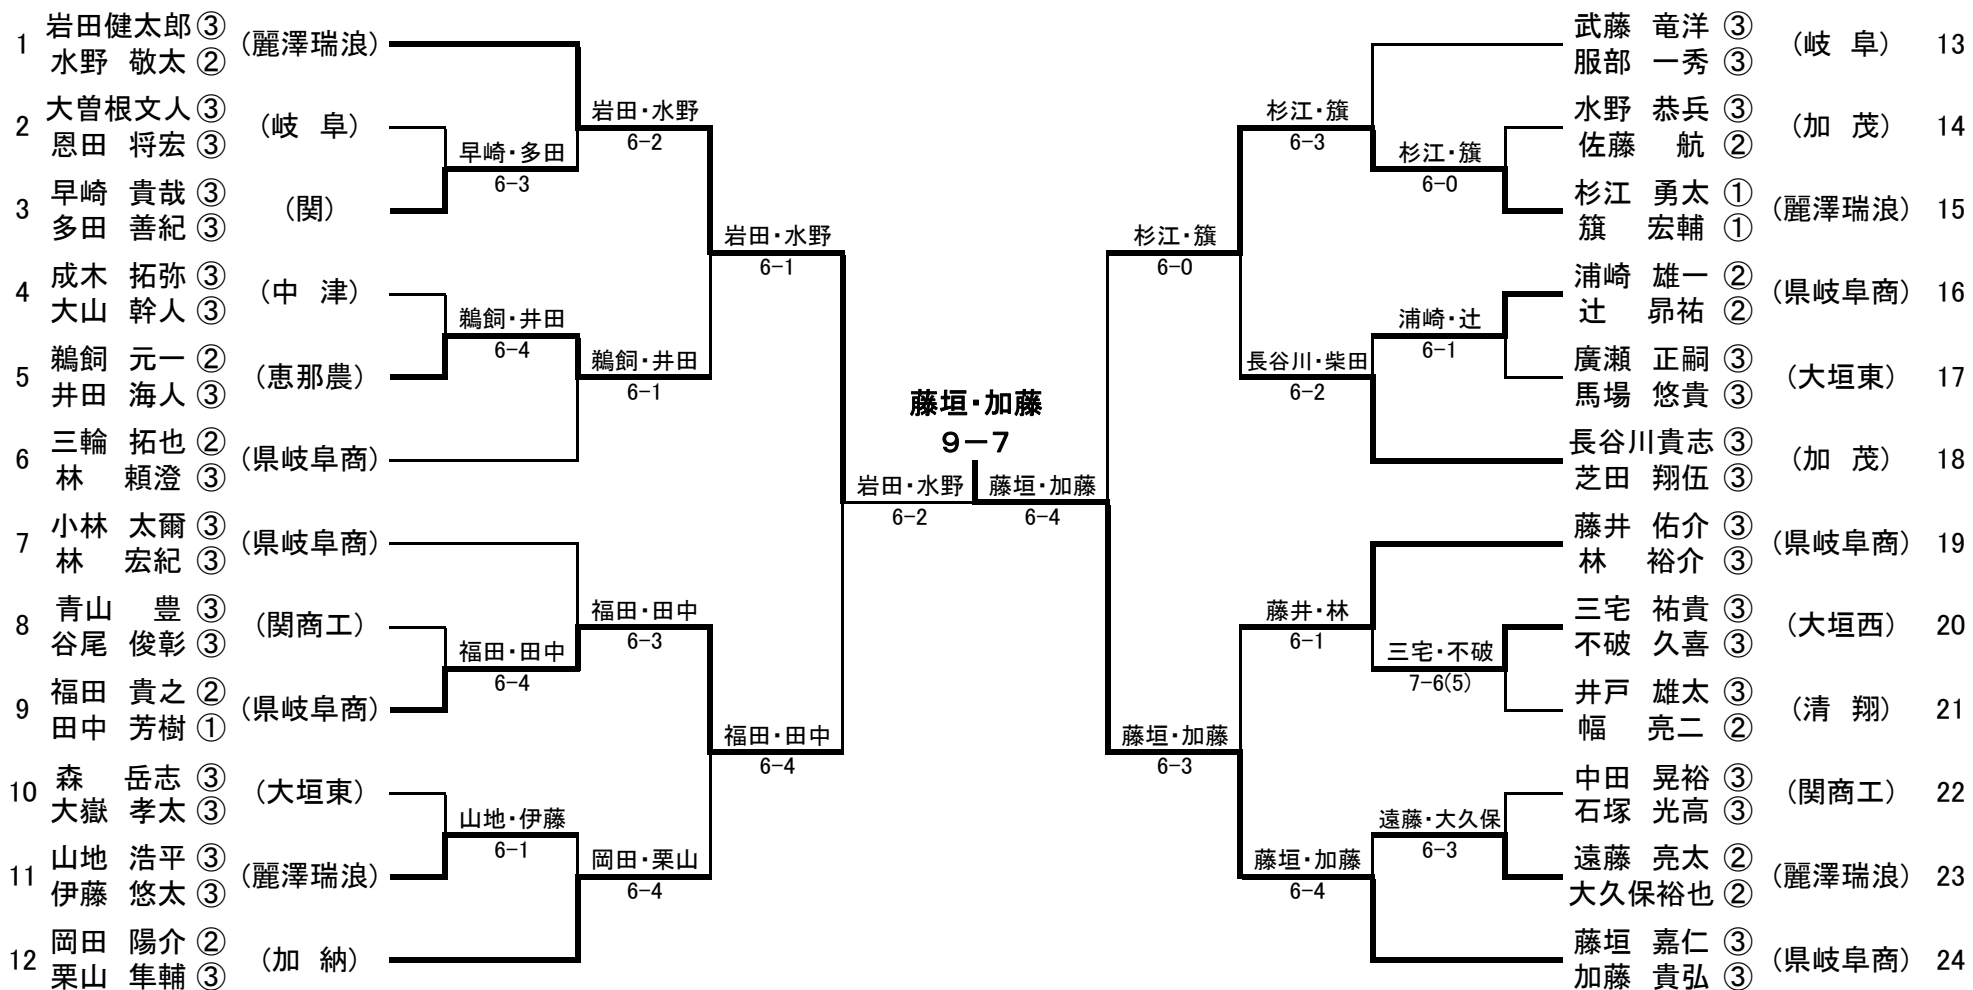 1 岩田健太郎 ③ (麗澤瑞浪)
水野 敬太 ②
2 大曽根文人 ③ (岐 阜)
恩田 将宏 ③
3 早崎 貴哉 ③ (関)
多田 善紀 ③
4 成木 拓弥 ③ (中 津)
大山 幹人 ③
5 鵜飼 元一 ② (恵那農)
井田 海人 ③
6 三輪 拓也 ② (県岐阜商)
林 頼澄 ③
7 小林 太爾 ③ (県岐阜商)
林 宏紀 ③
8 青山 豊 ③ (関商工)
谷尾 俊彰 ③
9 福田 貴之 ② (県岐阜商)
田中 芳樹 ①
10 森 岳志 ③ (大垣東)
大嶽 孝太 ③
11 山地 浩平 ③ (麗澤瑞浪)
伊藤 悠太 ③
12 岡田 陽介 ② (加 納)
栗山 隼輔 ③
早崎・多田
6-3
鵜飼・井田
6-4
福田・田中
6-4
山地・伊藤
6-1
岩田・水野
6-2
鵜飼・井田
6-1
福田・田中
6-3
岡田・栗山
6-4
岩田・水野
6-1
福田・田中
6-4
岩田・水野
6-2
藤垣・加藤
9-7
藤垣・加藤
6-4
杉江・籏
6-0
藤垣・加藤
6-3
杉江・籏
6-3
長谷川・柴田
6-2
藤井・林
6-1
藤垣・加藤
6-4
杉江・籏
6-0
浦崎・辻
6-1
三宅・不破
7-6(5)
遠藤・大久保
6-3
武藤 竜洋 ③ (岐 阜) 13
服部 一秀 ③
水野 恭兵 ③ (加 茂) 14
佐藤 航 ②
杉江 勇太 ① (麗澤瑞浪) 15
籏 宏輔 ①
浦崎 雄一 ② (県岐阜商) 16
辻 昴祐 ②
廣瀬 正嗣 ③ (大垣東) 17
馬場 悠貴 ③
長谷川貴志 ③ (加 茂) 18
芝田 翔伍 ③
藤井 佑介 ③ (県岐阜商) 19
林 裕介 ③
三宅 祐貴 ③ (大垣西) 20
不破 久喜 ③
井戸 雄太 ③ (清 翔) 21
幅 亮二 ②
中田 晃裕 ③ (関商工) 22
石塚 光高 ③
遠藤 亮太 ② (麗澤瑞浪) 23
大久保裕也 ②
藤垣 嘉仁 ③ (県岐阜商) 24
加藤 貴弘 ③